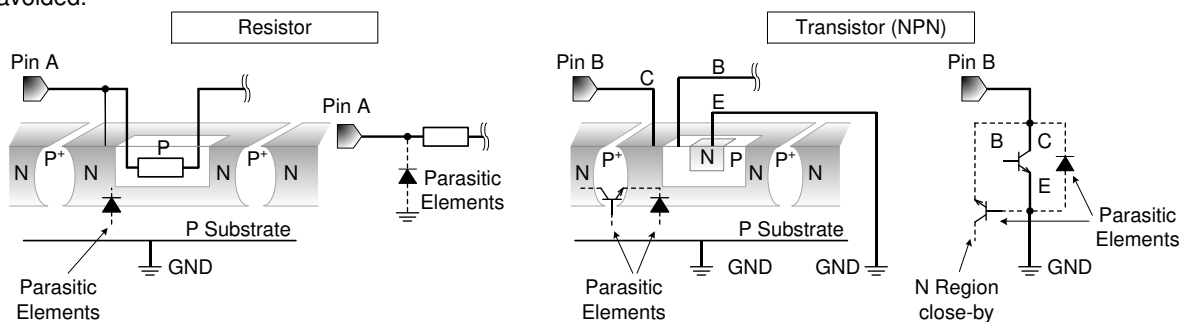 avoided.
Resistor
Transistor (NPN)
Pin A
Pin B
B
Pin B
C
E
Pin A
P
N
P+
N
N
P+
N
Parasitic
Elements
N
P+
N
N
P
N
P+
N
B
C
E
P Substrate
P Substrate
Parasitic
Elements
GND
GND
GND
GND
Parasitic
Elements
Parasitic
Elements
N Region
close-by